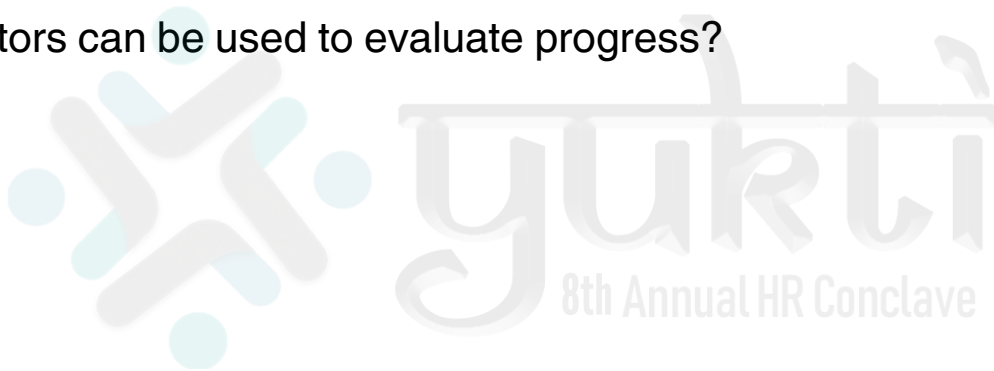 tors can be used to evaluate progress?
yukti
8th Annual HR Conclave